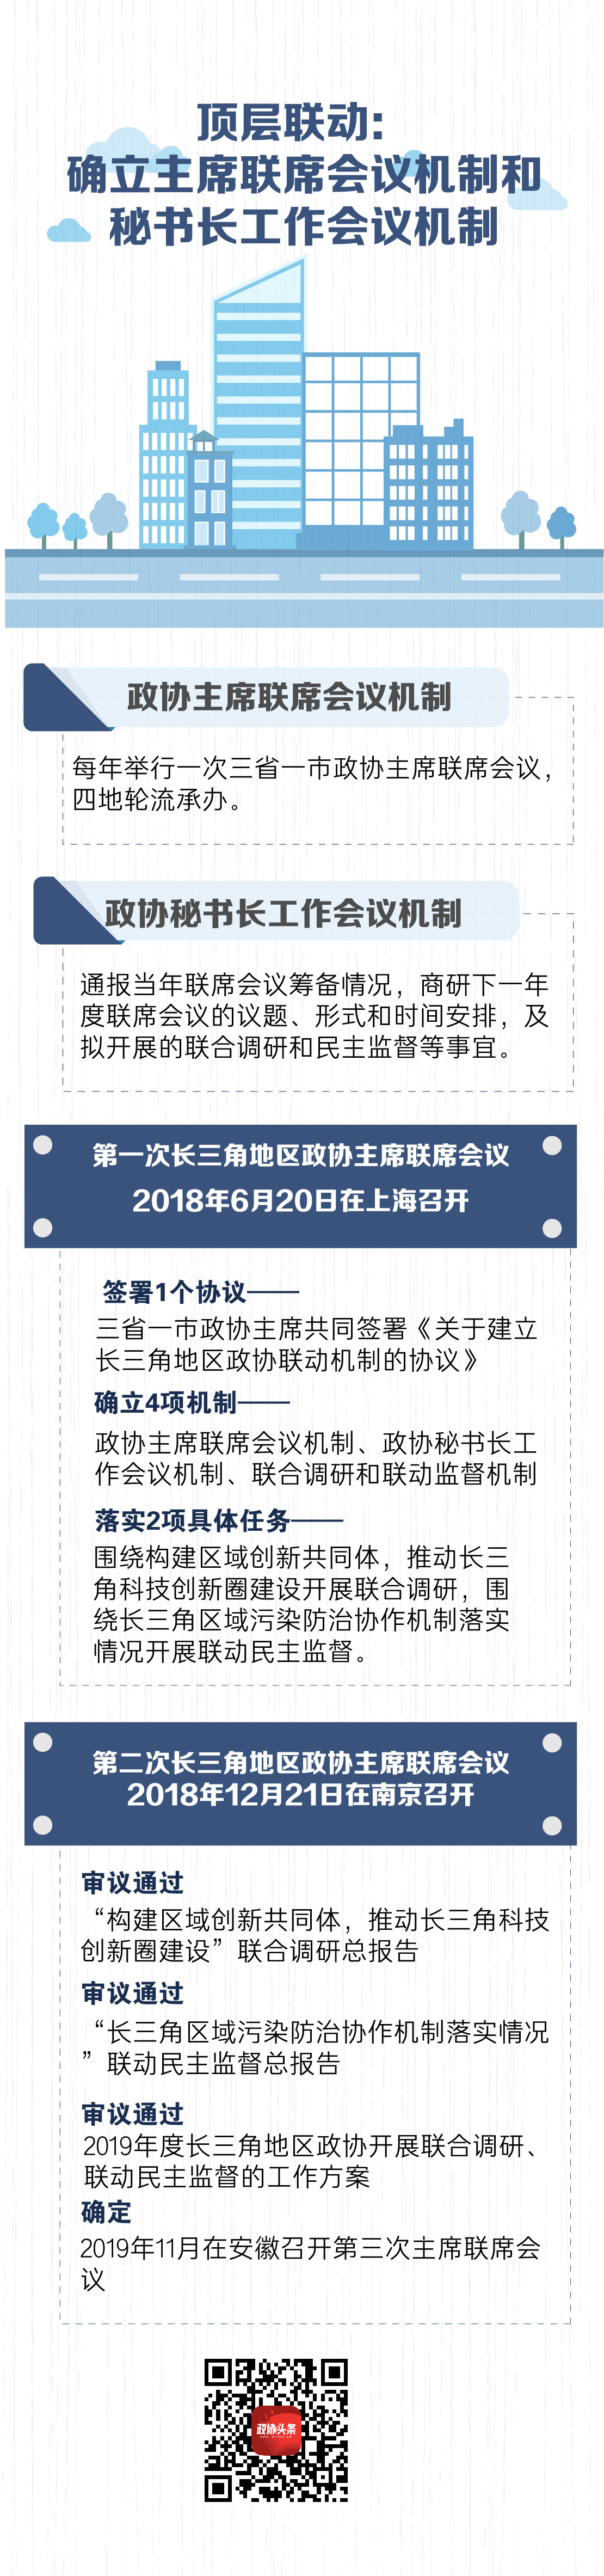 顶层联动:
确立主席联席会议机制和
秘书长工作会议机制
政协主席联席会议机制
每年举行一次三省一市政协主席联席会议，
四地轮流承办。
政协秘书长工作会议机制
通报当年联席会议筹备情况，商研下一年
度联席会议的议题、形式和时间安排，及
拟开展的联合调研和民主监督等事宜。
第一次长三角地区政协主席联席会议
2018年6月20日在上海召开
签署1个协议——
三省一市政协主席共同签署《关于建立
长三角地区政协联动机制的协议》
确立4项机制——
政协主席联席会议机制、政协秘书长工
作会议机制、联合调研和联动监督机制
落实2项具体任务——
围绕构建区域创新共同体，推动长三
角科技创新圈建设开展联合调研，围
绕长三角区域污染防治协作机制落实
情况开展联动民主监督。
第二次长三角地区政协主席联席会议
2018年12月21日在南京召开
审议通过
“构建区域创新共同体，推动长三角科技
创新圈建设”联合调研总报告
审议通过
“长三角区域污染防治协作机制落实情况
”联动民主监督总报告
审议通过
2019年度长三角地区政协开展联合调研、
联动民主监督的工作方案
确定
2019年11月在安徽召开第三次主席联席会
议
政协头条